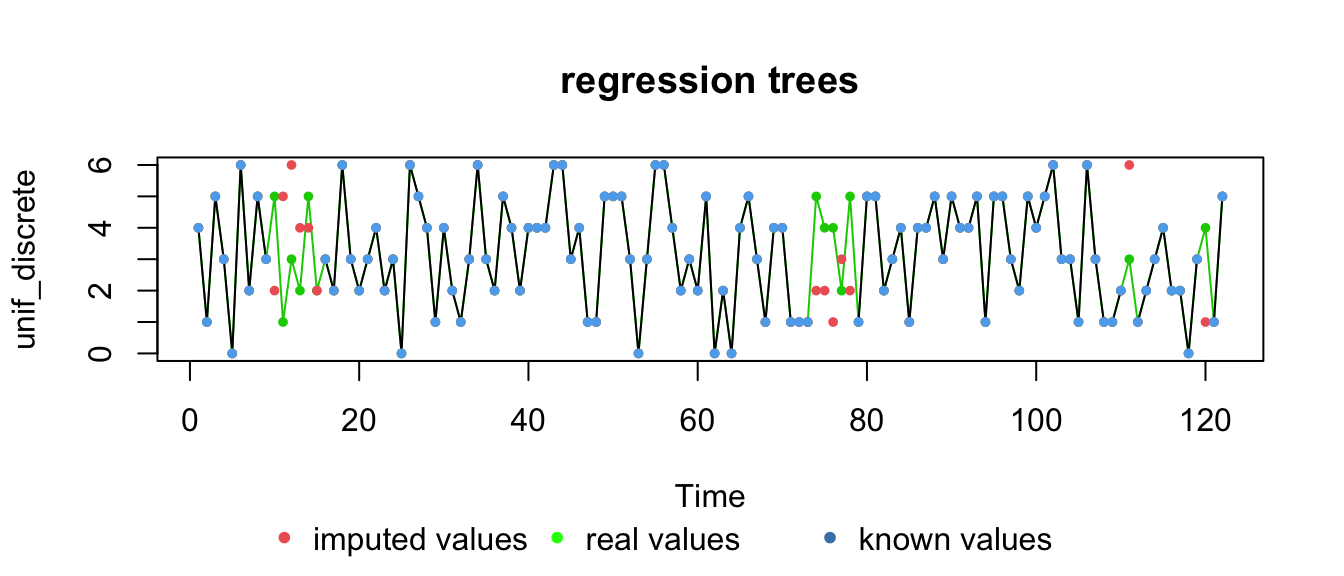 regression trees
unif_discrete
6
4
2
0
0 20 40 60 80 100 120
Time
imputed values real values known values